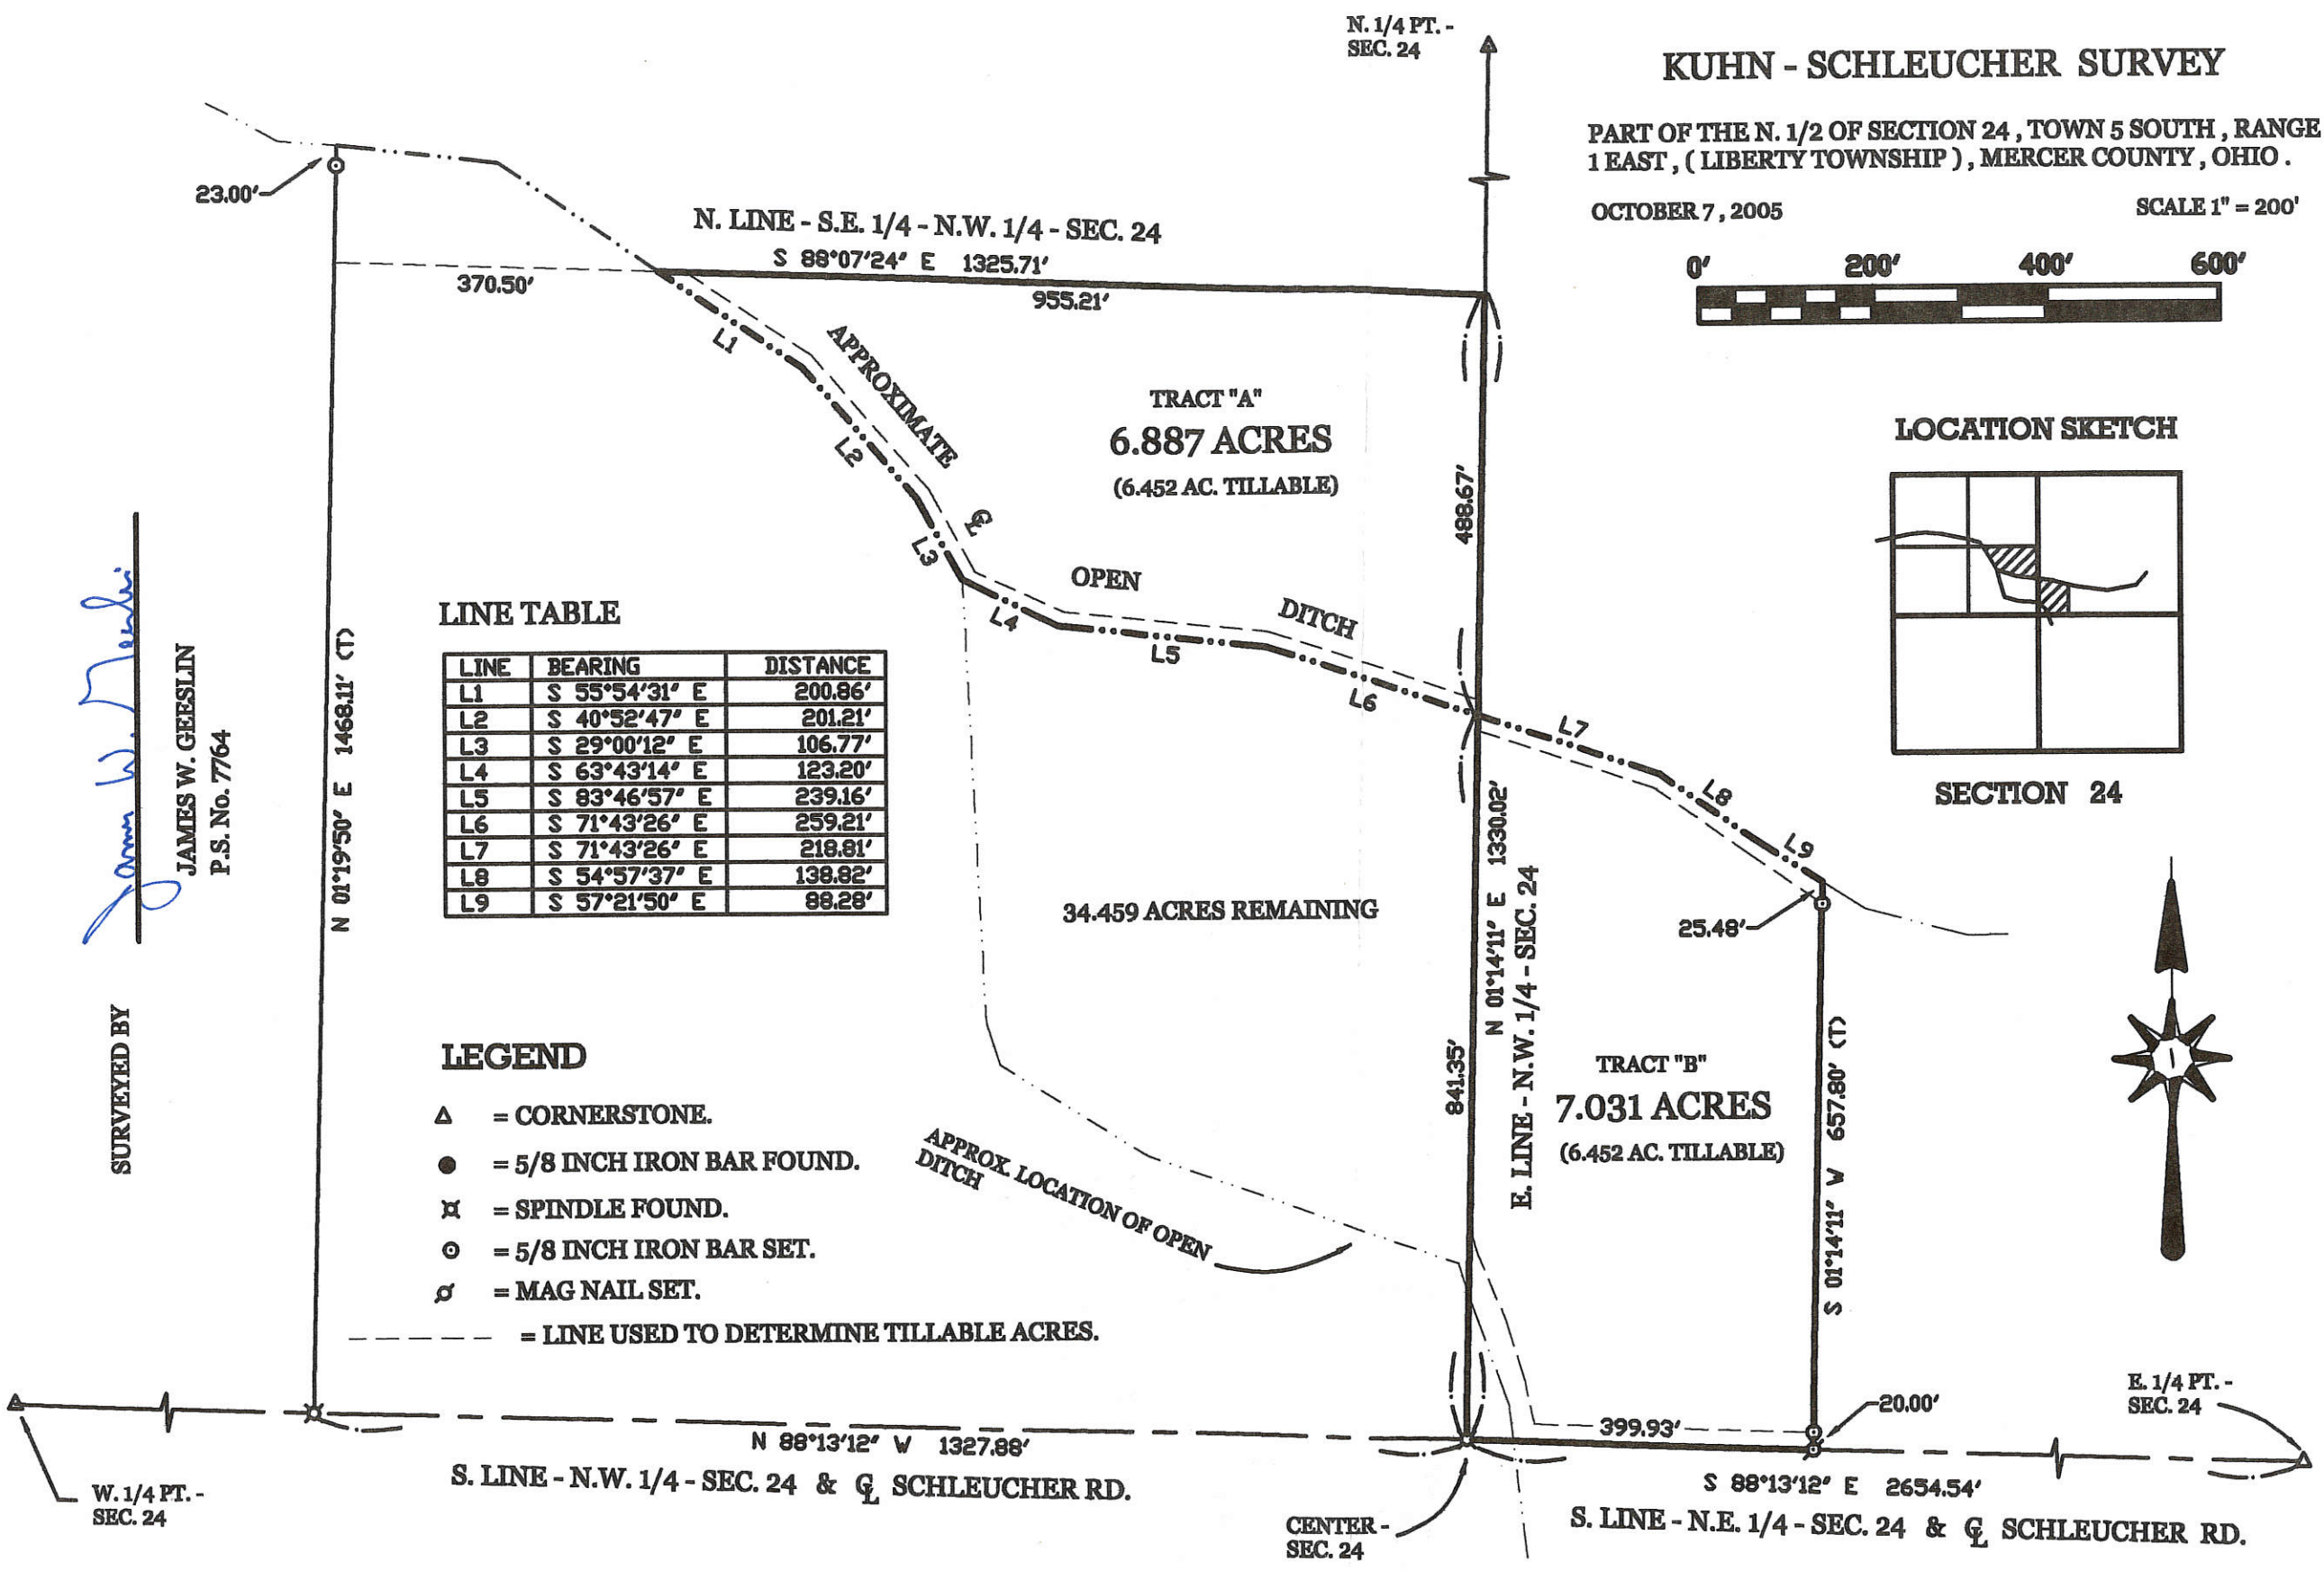 N. 1/4 PT. -
SEC. 24
KUHN - SCHLEUCHER SURVEY
PART OF THE N. 1/2 OF SECTION 24 , TOWN 5 SOUTH , RANGE
1 EAST , ( LIBERTY TOWNSHIP ) , MERCER COUNTY , OHIO .
OCTOBER 7 , 2005
SCALE 1" = 200'
0' 200' 400' 600'
23.00'
N. LINE - S.E. 1/4 - N.W. 1/4 - SEC. 24
S 88°07'24" E 1325.71'
370.50'
955.21'
L1
L2
L3
L4
L5
L6
L7
L8
L9
APPROXIMATE
℄
OPEN
DITCH
TRACT "A"
6.887 ACRES
(6.452 AC. TILLABLE)
488.67'
LOCATION SKETCH
SECTION 24
JAMES W. GEESLIN
P.S. No. 7764
SURVEYED BY
N 01°19'50" E 1468.11' (T)
LINE TABLE
LINE BEARING DISTANCE
L1 S 55°54'31" E 200.86'
L2 S 40°52'47" E 201.21'
L3 S 29°00'12" E 106.77'
L4 S 63°43'14" E 123.20'
L5 S 83°46'57" E 239.16'
L6 S 71°43'26" E 259.21'
L7 S 71°43'26" E 218.81'
L8 S 54°57'37" E 138.82'
L9 S 57°21'50" E 88.28'
34.459 ACRES REMAINING
N 01°14'11" E 1330.02'
E. LINE - N.W. 1/4 - SEC. 24
841.35'
25.48'
TRACT "B"
7.031 ACRES
(6.452 AC. TILLABLE)
S 01°14'11" W 657.80' (T)
LEGEND
= CORNERSTONE.
= 5/8 INCH IRON BAR FOUND.
= SPINDLE FOUND.
= 5/8 INCH IRON BAR SET.
= MAG NAIL SET.
= LINE USED TO DETERMINE TILLABLE ACRES.
APPROX. LOCATION OF OPEN
DITCH
399.93'
20.00'
E. 1/4 PT. -
SEC. 24
N 88°13'12" W 1327.88'
S. LINE - N.W. 1/4 - SEC. 24 & ℄ SCHLEUCHER RD.
W. 1/4 PT. -
SEC. 24
CENTER -
SEC. 24
S 88°13'12" E 2654.54'
S. LINE - N.E. 1/4 - SEC. 24 & ℄ SCHLEUCHER RD.